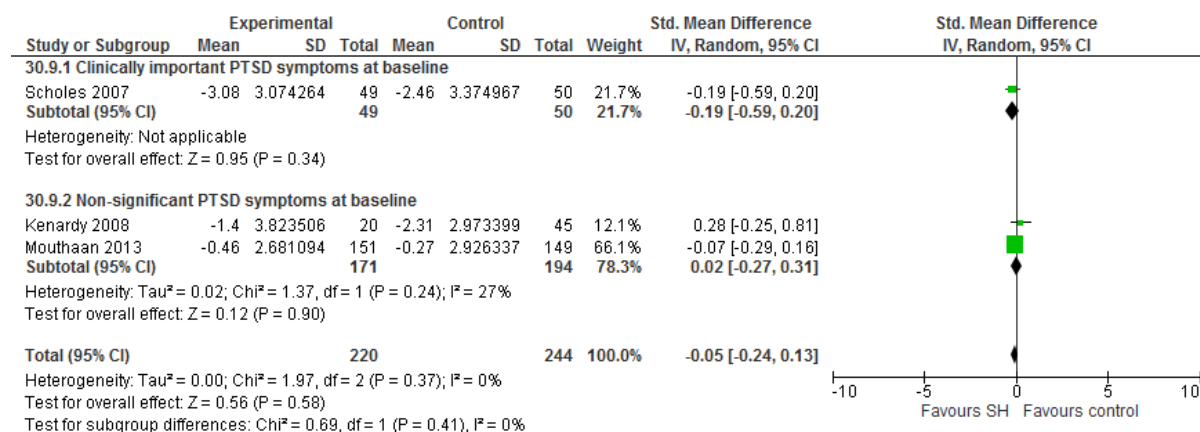 Experimental Control Std. Mean Difference Std. Mean Difference
Study or Subgroup Mean SD Total Mean SD Total Weight IV, Random, 95% CI IV, Random, 95% CI
30.9.1 Clinically important PTSD symptoms at baseline
Scholes 2007 -3.08 3.074264 49 -2.46 3.374967 50 21.7% -0.19 [-0.59, 0.20]
Subtotal (95% CI) 49 50 21.7% -0.19 [-0.59, 0.20]
Heterogeneity: Not applicable
Test for overall effect: Z = 0.95 (P = 0.34)
30.9.2 Non-significant PTSD symptoms at baseline
Kenardy 2008 -1.4 3.823506 20 -2.31 2.973399 45 12.1% 0.28 [-0.25, 0.81]
Mouthaan 2013 -0.46 2.681094 151 -0.27 2.926337 149 66.1% -0.07 [-0.29, 0.16]
Subtotal (95% CI) 171 194 78.3% 0.02 [-0.27, 0.31]
Heterogeneity: Tau² = 0.02; Chi² = 1.37, df = 1 (P = 0.24); I² = 27%
Test for overall effect: Z = 0.12 (P = 0.90)
Total (95% CI) 220 244 100.0% -0.05 [-0.24, 0.13]
Heterogeneity: Tau² = 0.00; Chi² = 1.97, df = 2 (P = 0.37); I² = 0%
Test for overall effect: Z = 0.56 (P = 0.58)
Test for subgroup differences: Chi² = 0.69, df = 1 (P = 0.41), I² = 0%
-10 -5 0 5 10
Favours SH Favours control